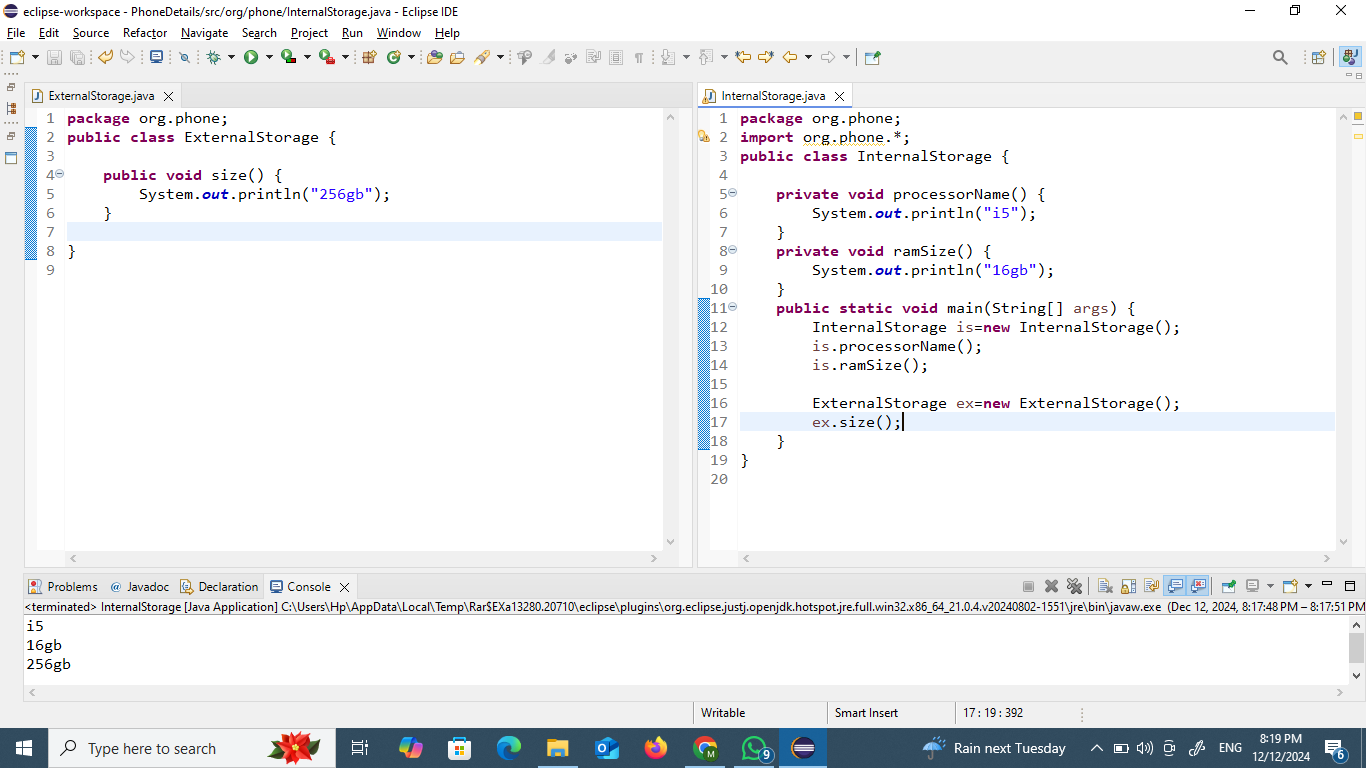 eclipse-workspace - PhoneDetails/src/org/phone/InternalStorage.java - Eclipse IDE
File Edit Source Refactor Navigate Search Project Run Window Help
ExternalStorage.java
1 package org.phone;
2 public class ExternalStorage {
3
4 public void size() {
5 System.out.println("256gb");
6 }
7
8 }
9
InternalStorage.java
1 package org.phone;
2 import org.phone.*;
3 public class InternalStorage {
4
5 private void processorName() {
6 System.out.println("i5");
7 }
8 private void ramSize() {
9 System.out.println("16gb");
10 }
11 public static void main(String[] args) {
12 InternalStorage is=new InternalStorage();
13 is.processorName();
14 is.ramSize();
15
16 ExternalStorage ex=new ExternalStorage();
17 ex.size();
18 }
19 }
20
Problems @ Javadoc Declaration Console
<terminated> InternalStorage [Java Application] C:\Users\Hp\AppData\Local\Temp\Rar$EXa13280.20710\eclipse\plugins\org.eclipse.justj.openjdk.hotspot.jre.full.win32.x86_64_21.0.4.v20240802-1551\jre\bin\javaw.exe (Dec 12, 2024, 8:17:48 PM – 8:17:51 PM
i5
16gb
256gb
Writable Smart Insert 17 : 19 : 392
Type here to search
9
Rain next Tuesday
ENG
8:19 PM
12/12/2024
6